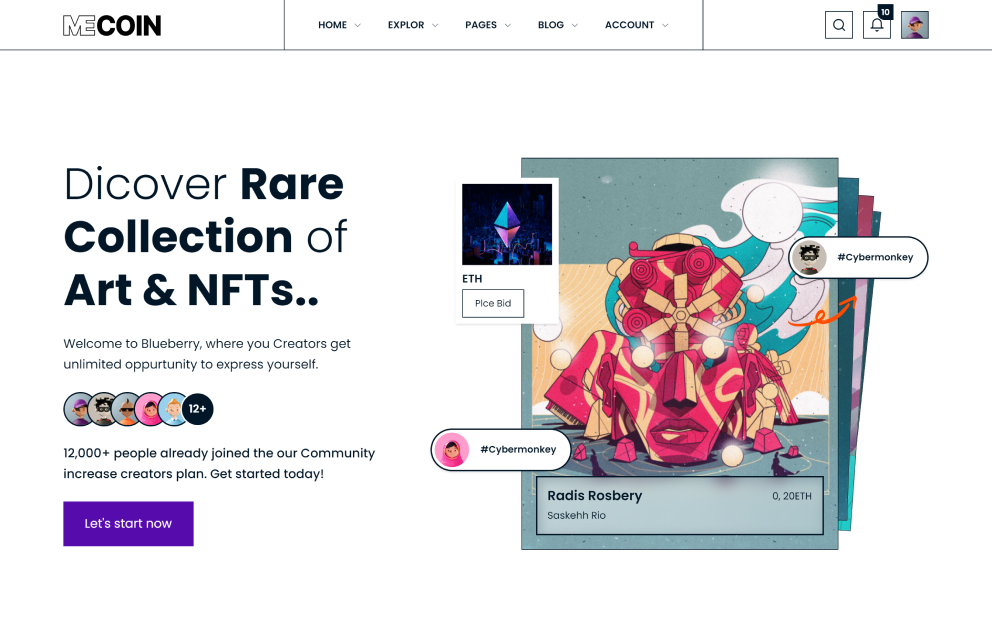 MECOIN
HOME EXPLOR PAGES BLOG ACCOUNT
10
Dicover Rare
Collection of
Art & NFTs..
Welcome to Blueberry, where you Creators get
unlimited oppurtunity to express yourself.
12+
12,000+ people already joined the our Community
increase creators plan. Get started today!
Let's start now
ETH
Plce Bid
#Cybermonkey
#Cybermonkey
Radis Rosbery 0, 20ETH
Saskehh Rio